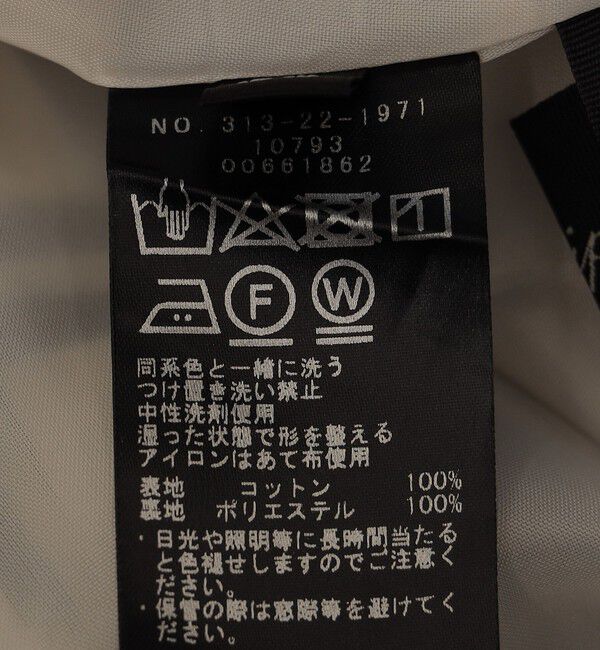 NO. 313-22-1971
10793
00661862
F W
同系色と一緒に洗う
つけ置き洗い禁止
中性洗剤使用
湿った状態で形を整える
アイロンはあて布使用
表地 コットン 100%
裏地 ポリエステル 100%
・日光や照明等に長時間当たる
と色褪せしますのでご注意く
ださい。
・保管の際は窓際等を避けてく
ださい。